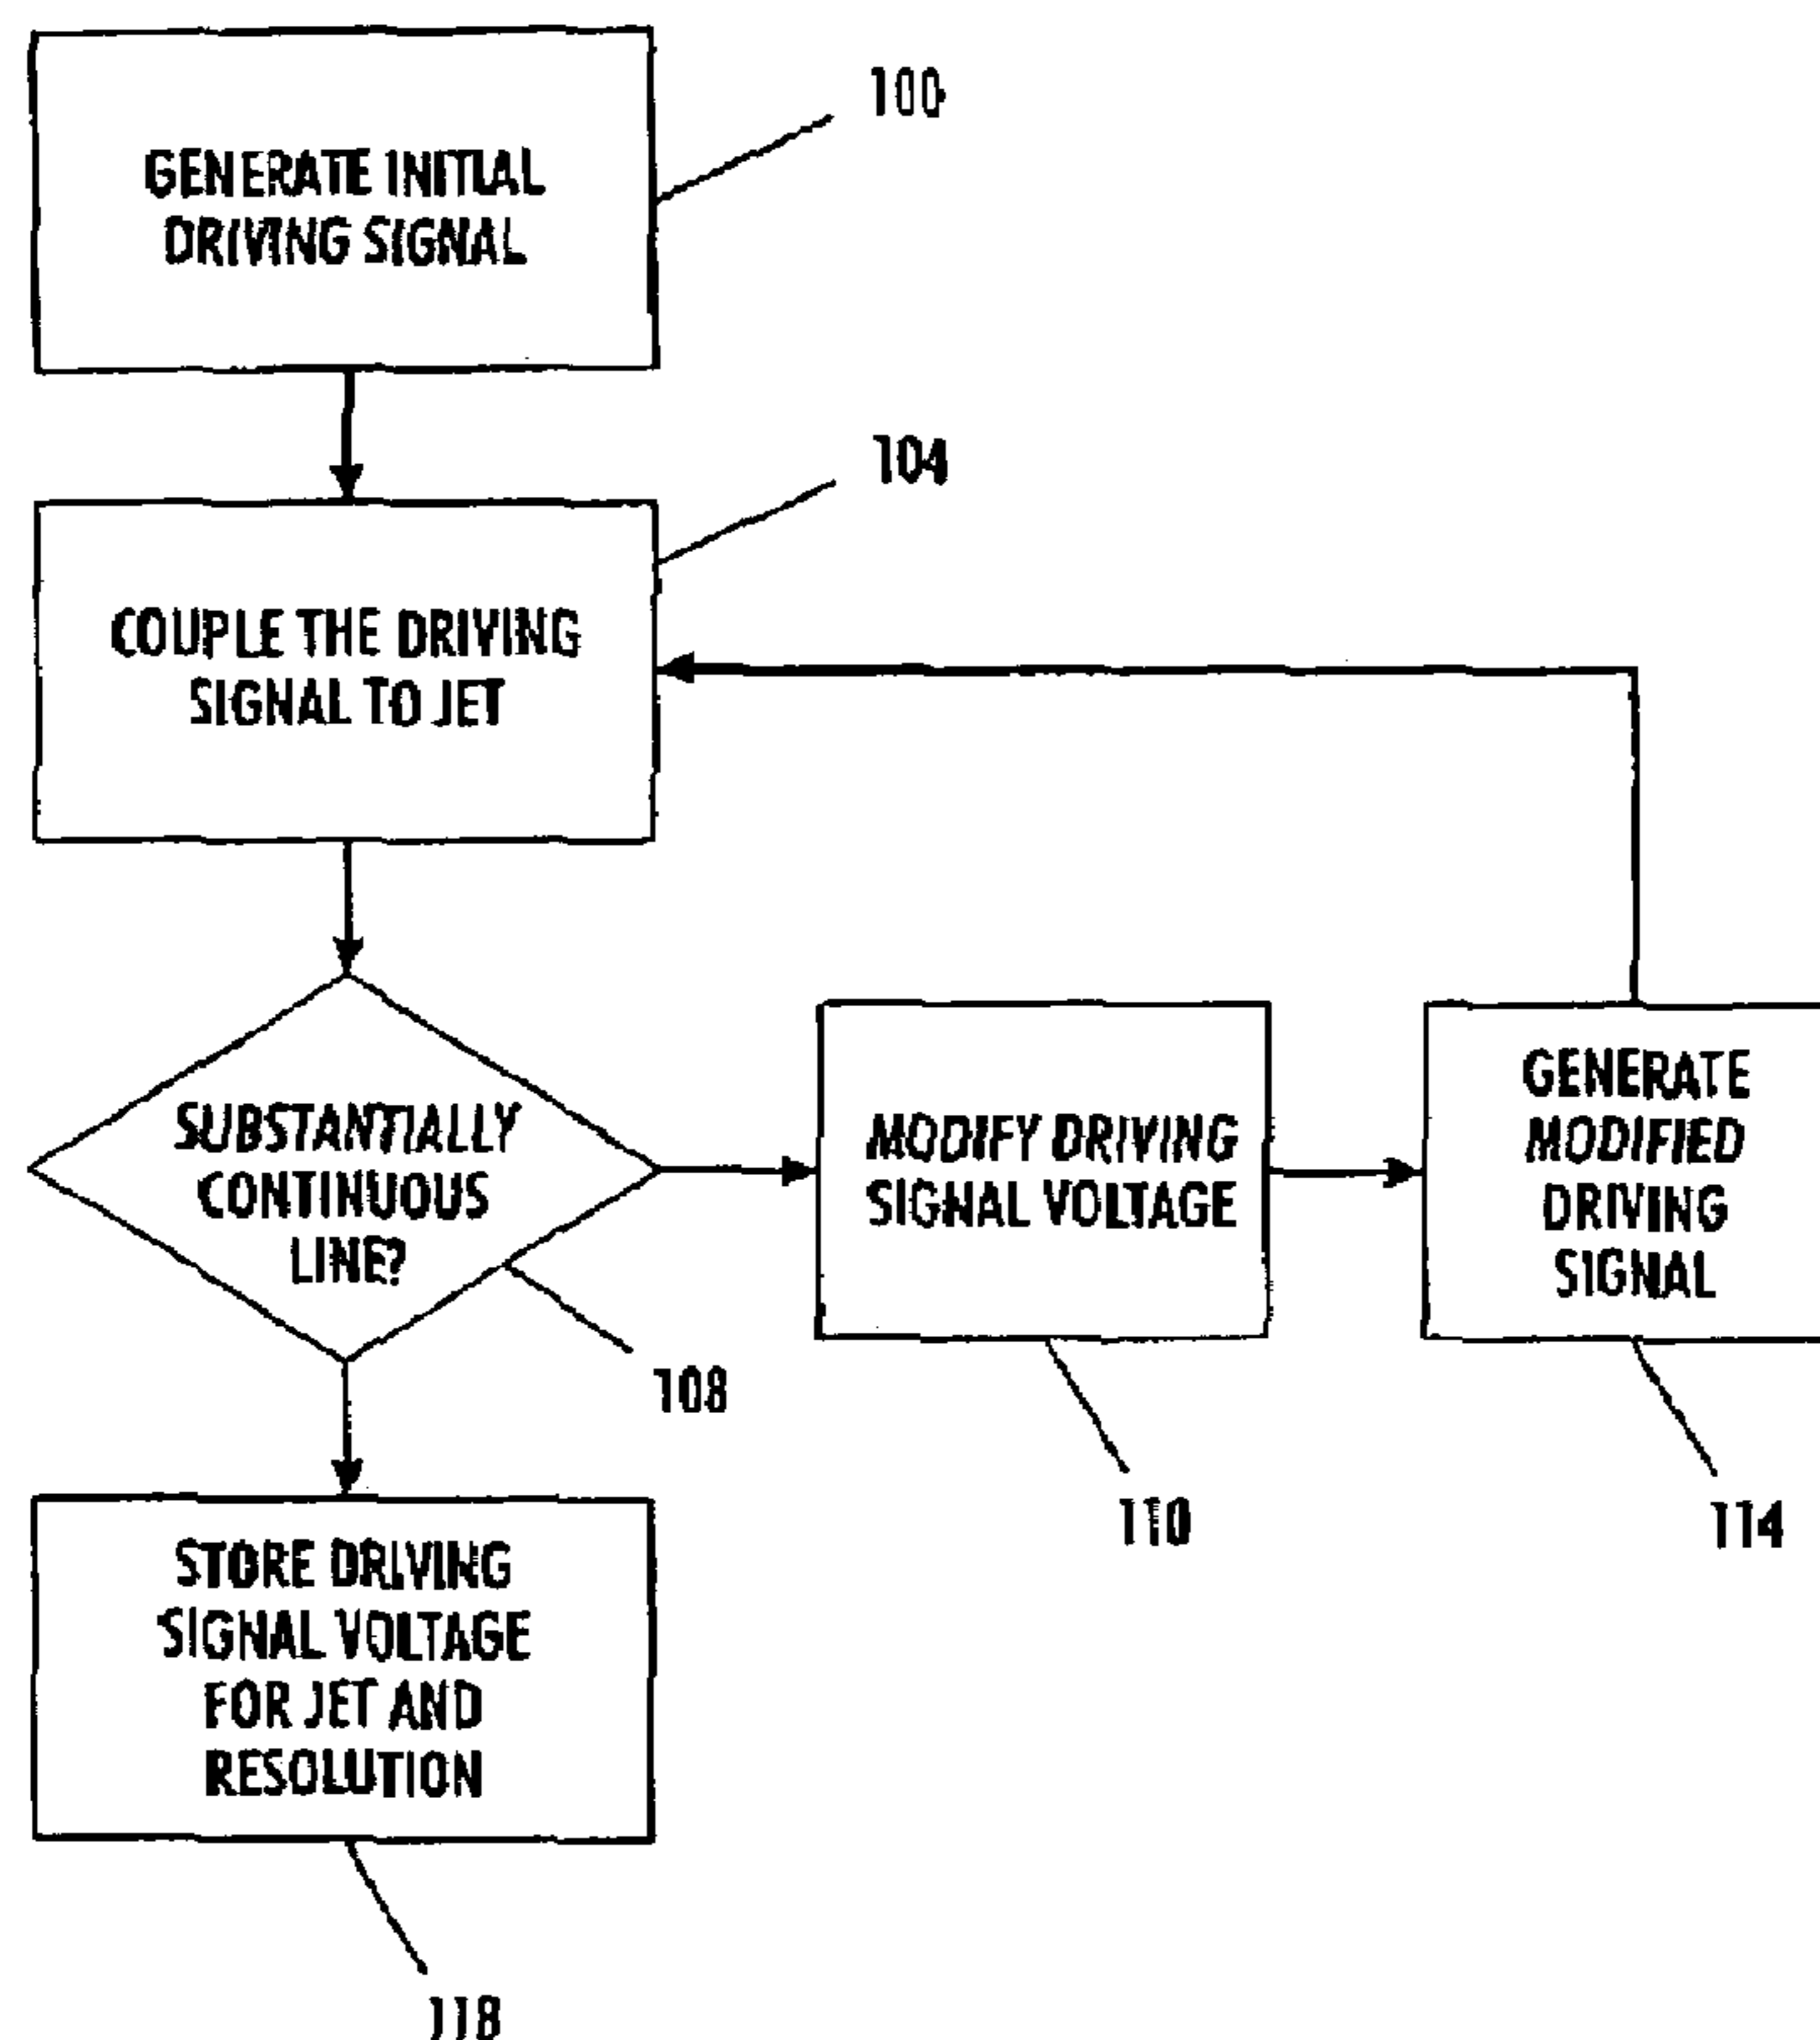 100
GENERATE INITIAL
DRIVING SIGNAL
104
COUPLE THE DRIVING
SIGNAL TO JET
SUBSTANTIALLY
CONTINUOUS
LINE?
108
MODIFY DRIVING
SIGNAL VOLTAGE
110
GENERATE
MODIFIED
DRIVING
SIGNAL
114
STORE DRIVING
SIGNAL VOLTAGE
FOR JET AND
RESOLUTION
118